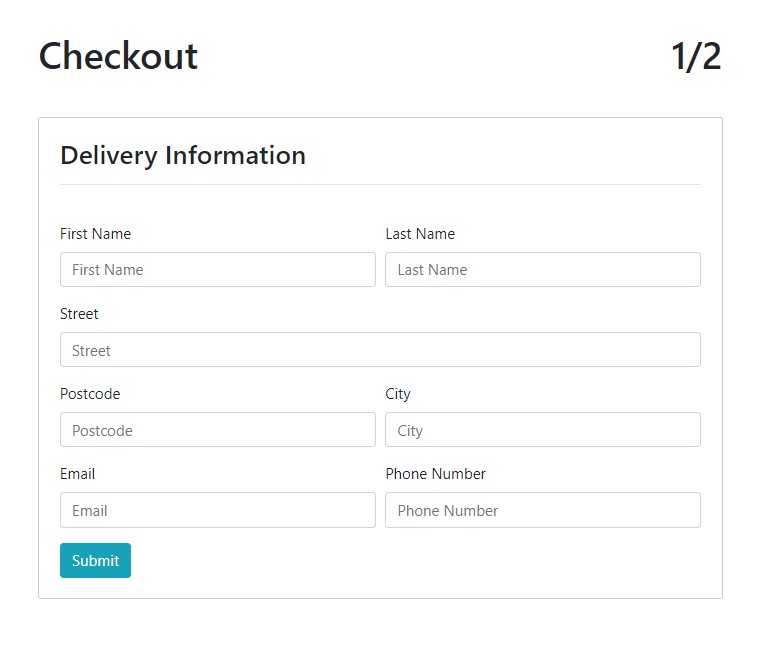 Checkout 1/2
Delivery Information
First Name Last Name
First Name Last Name
Street
Street
Postcode City
Postcode City
Email Phone Number
Email Phone Number
Submit